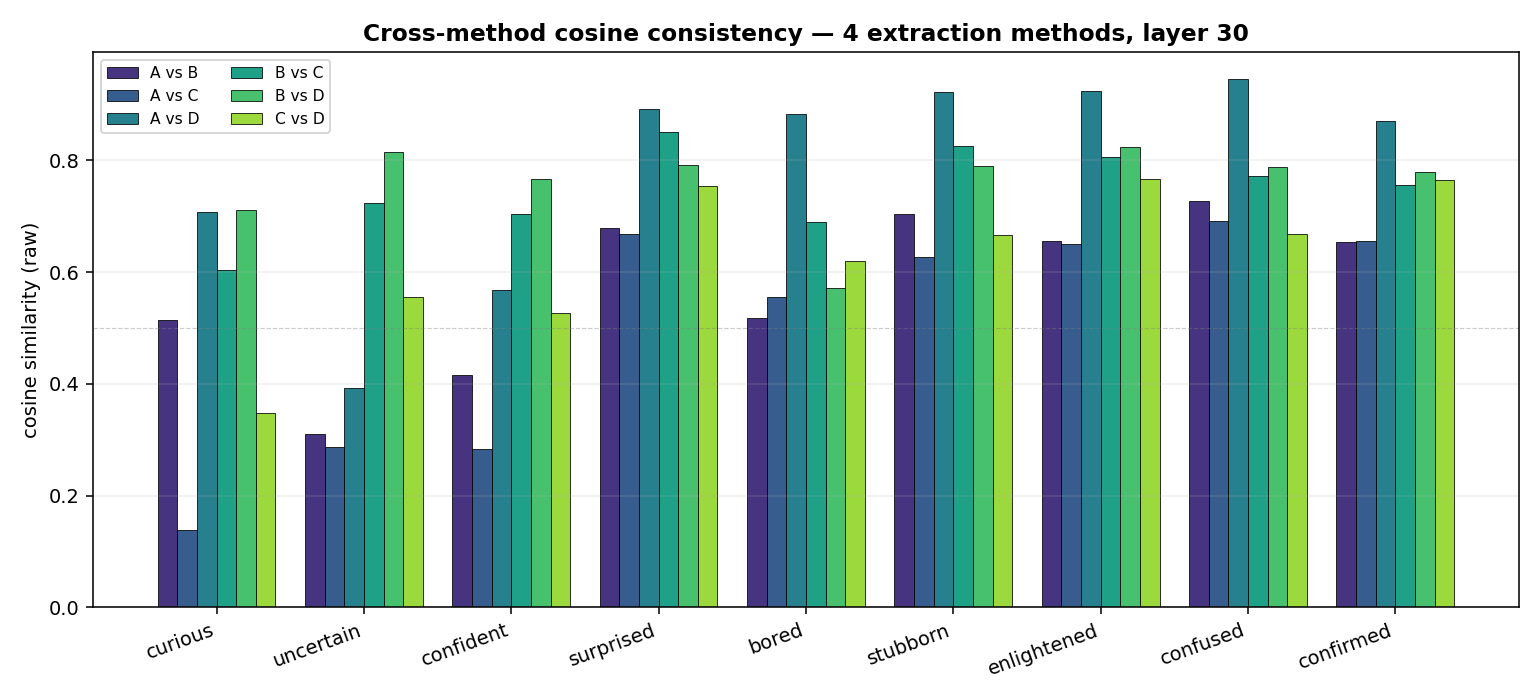 Cross-method cosine consistency — 4 extraction methods, layer 30
A vs B
A vs C
A vs D
B vs C
B vs D
C vs D
cosine similarity (raw)
0.8
0.6
0.4
0.2
0.0
curious
uncertain
confident
surprised
bored
stubborn
enlightened
confused
confirmed